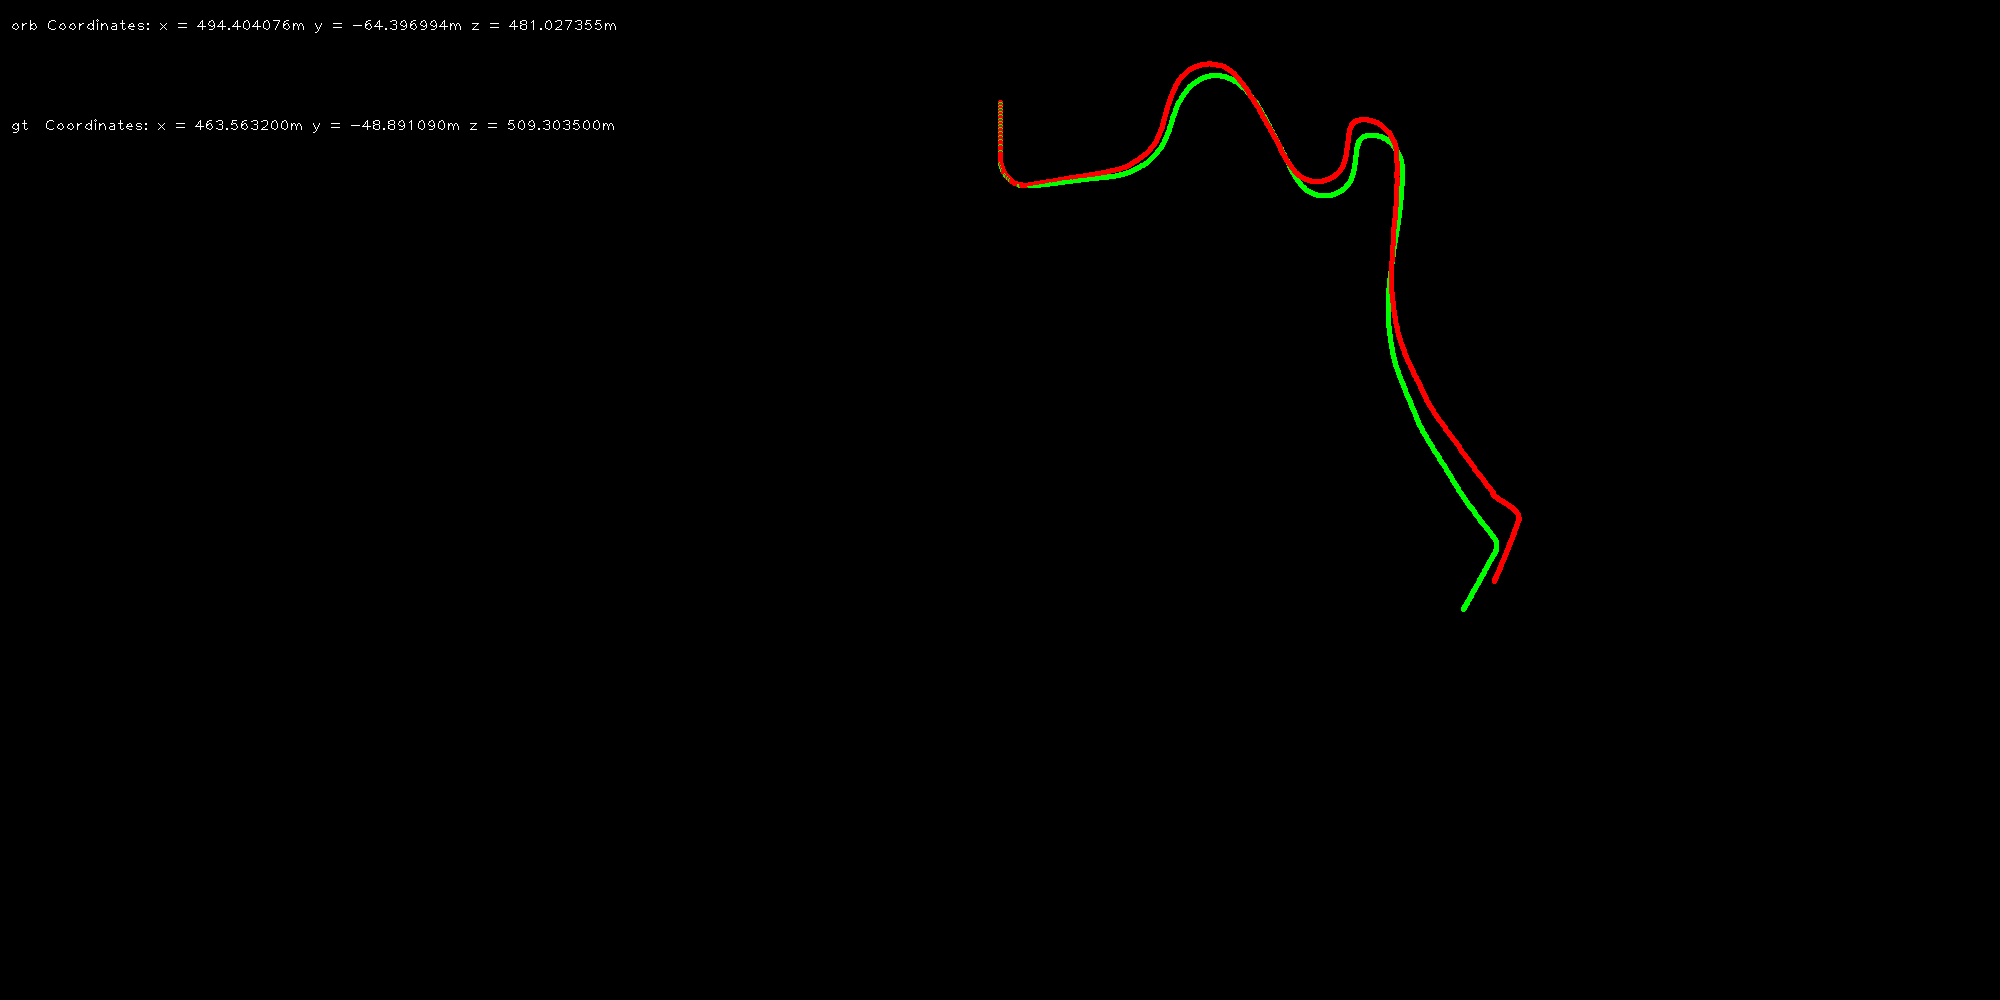 orb Coordinates: x = 494.404076m y = -64.396994m z = 481.027355m
gt Coordinates: x = 463.563200m y = -48.891090m z = 509.303500m